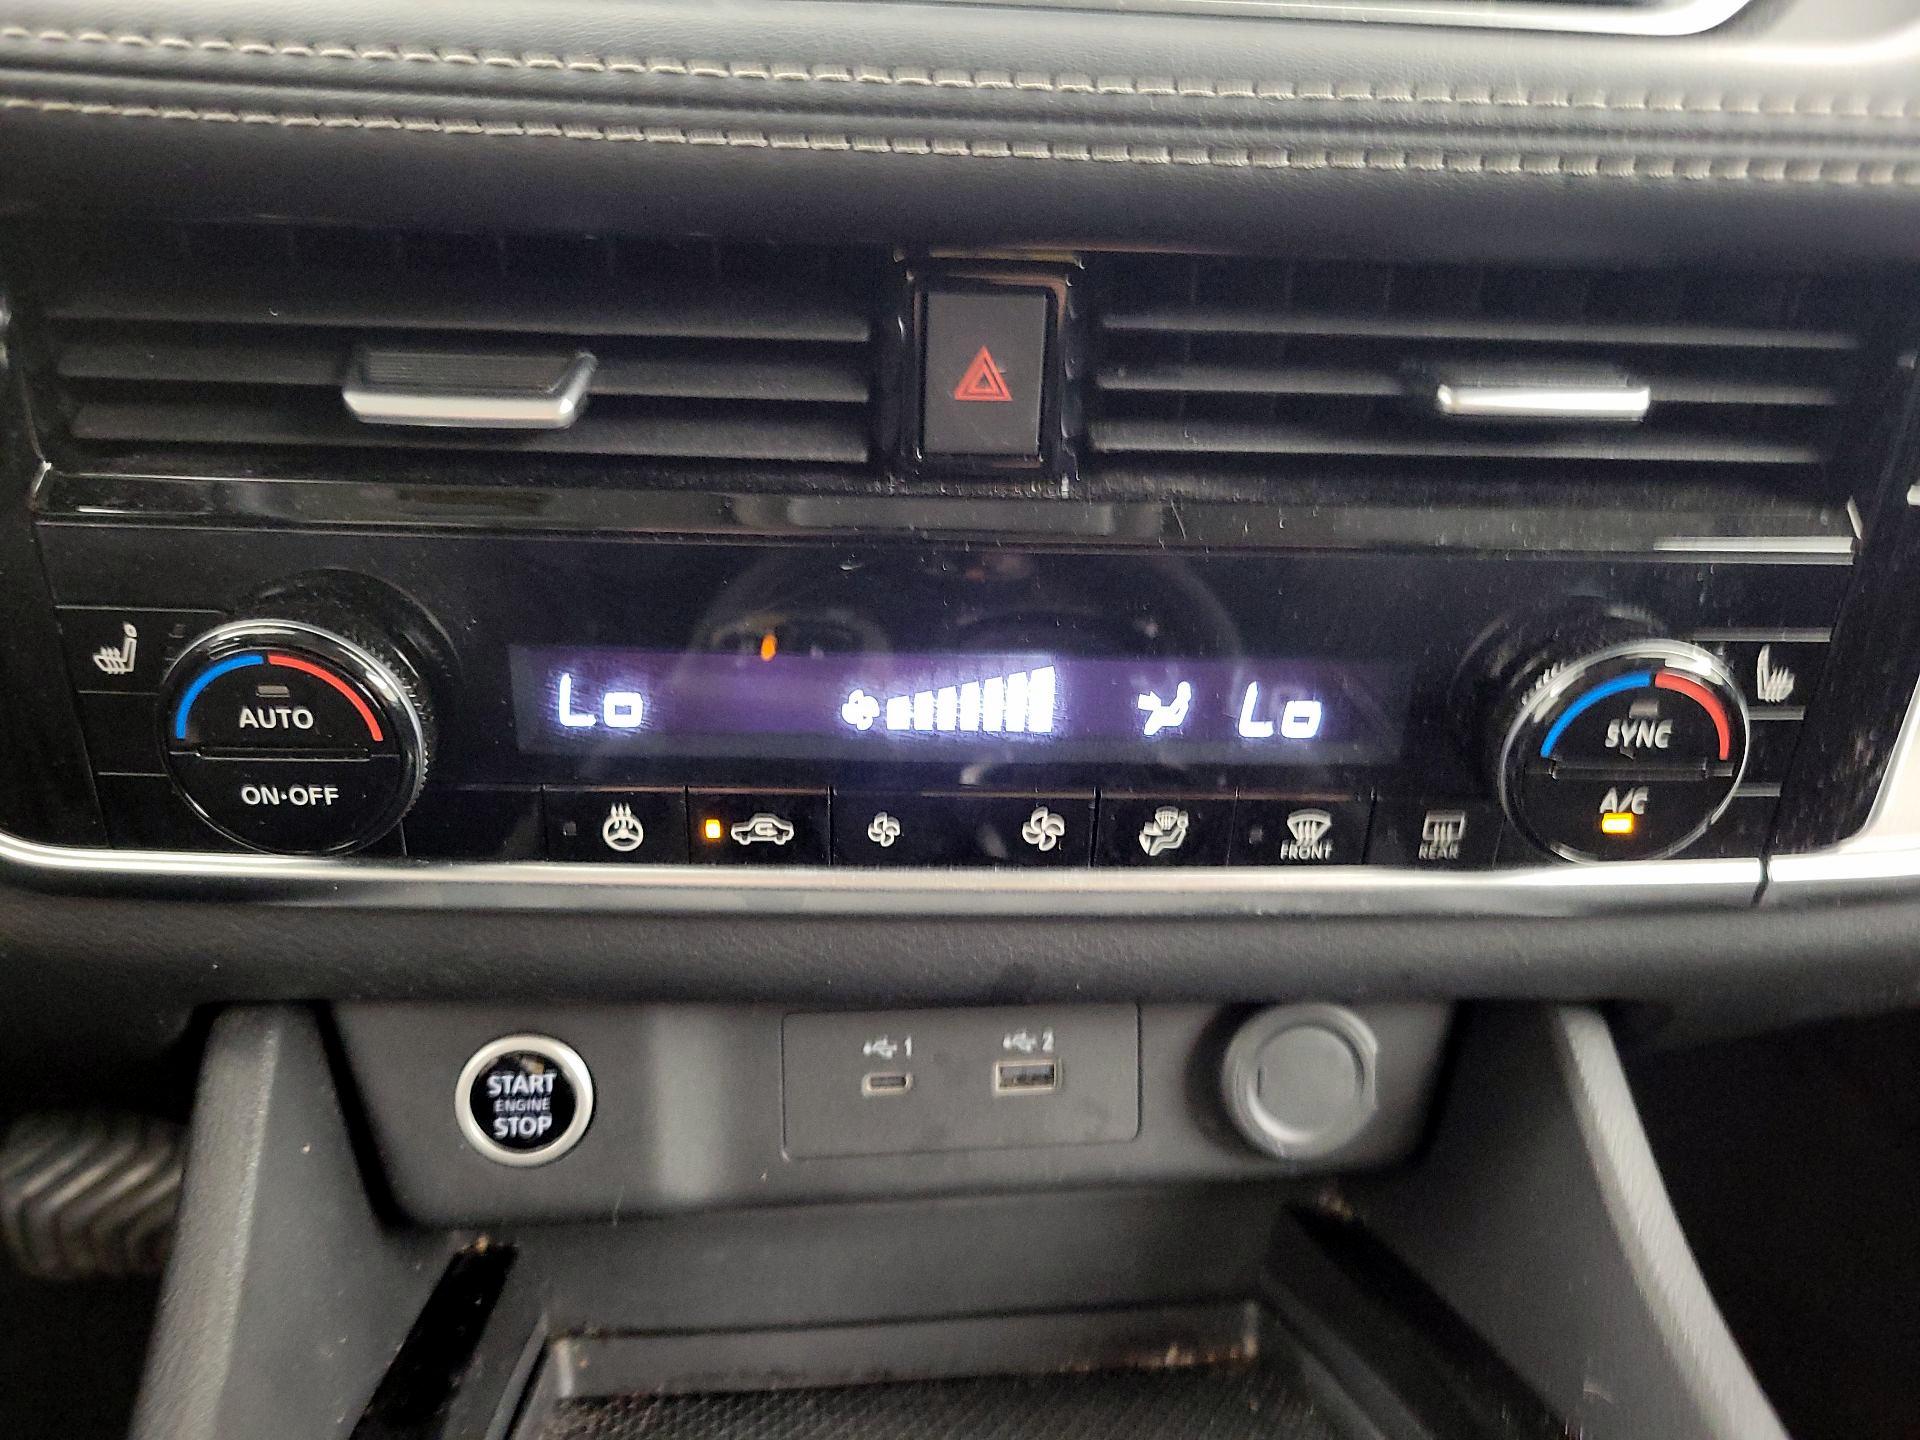 Lo
Lo
AUTO
ON·OFF
SYNC
A/C
FRONT
REAR
1
2
START
ENGINE
STOP